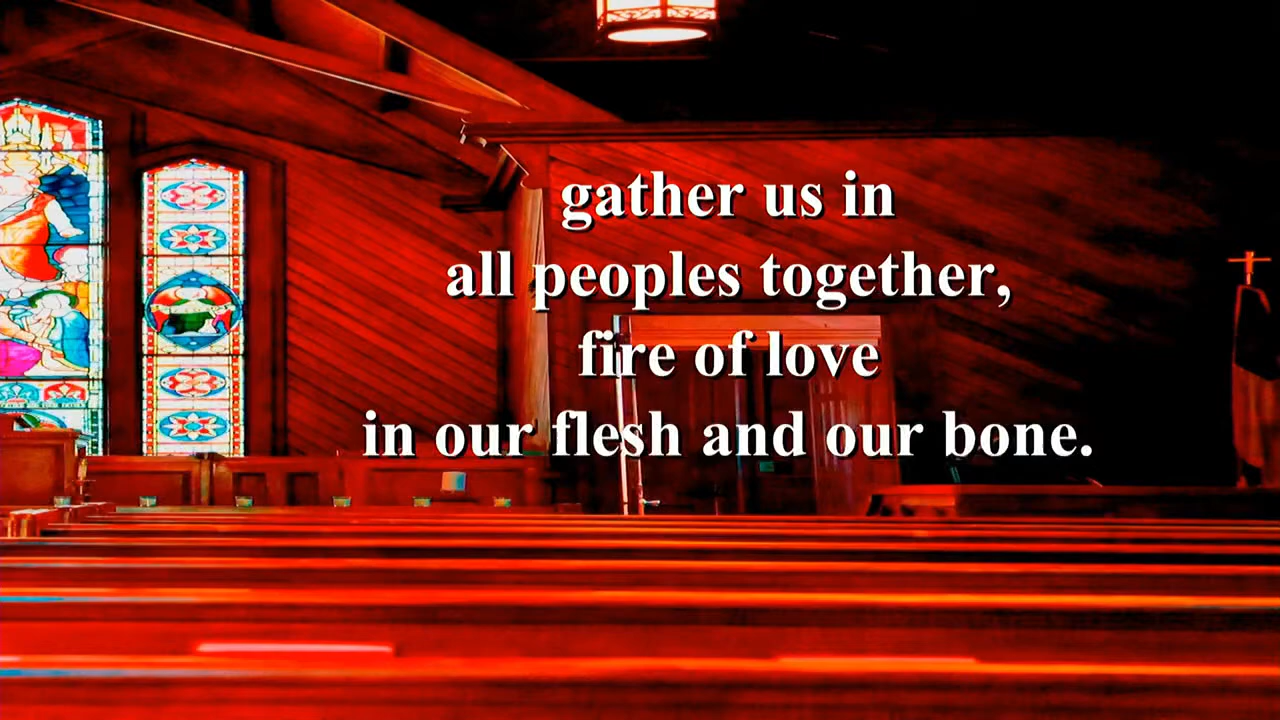 gather us in
all peoples together,
fire of love
in our flesh and our bone.